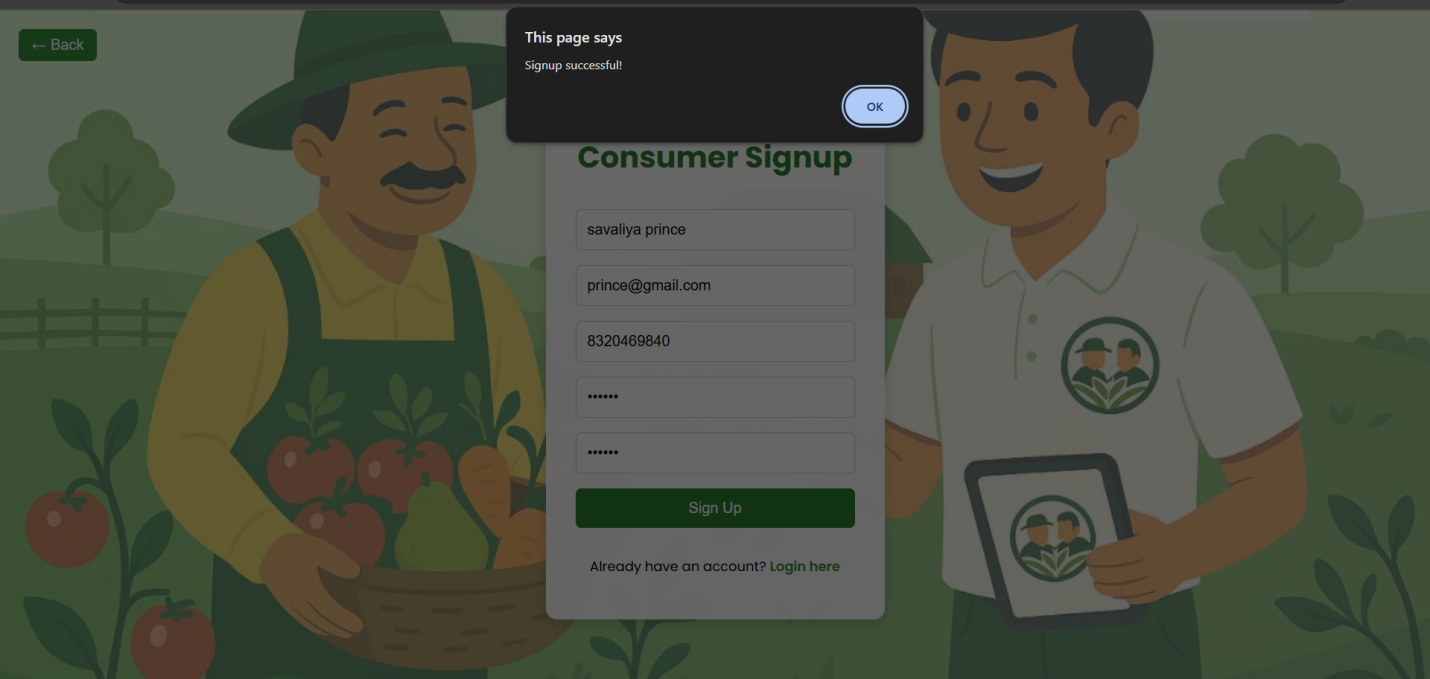 ← Back
This page says
Signup successful!
OK
Consumer Signup
savaliya prince
prince@gmail.com
8320469840
••••••
••••••
Sign Up
Already have an account? Login here